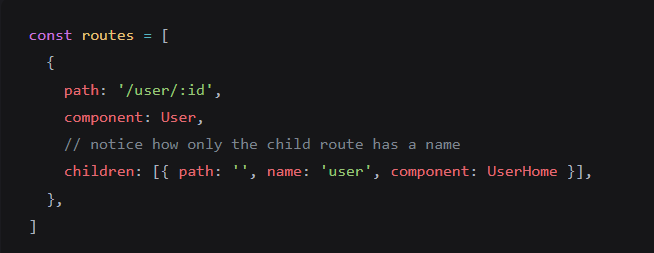 const routes = [
  {
    path: '/user/:id',
    component: User,
    // notice how only the child route has a name
    children: [{ path: '', name: 'user', component: UserHome }],
  },
]